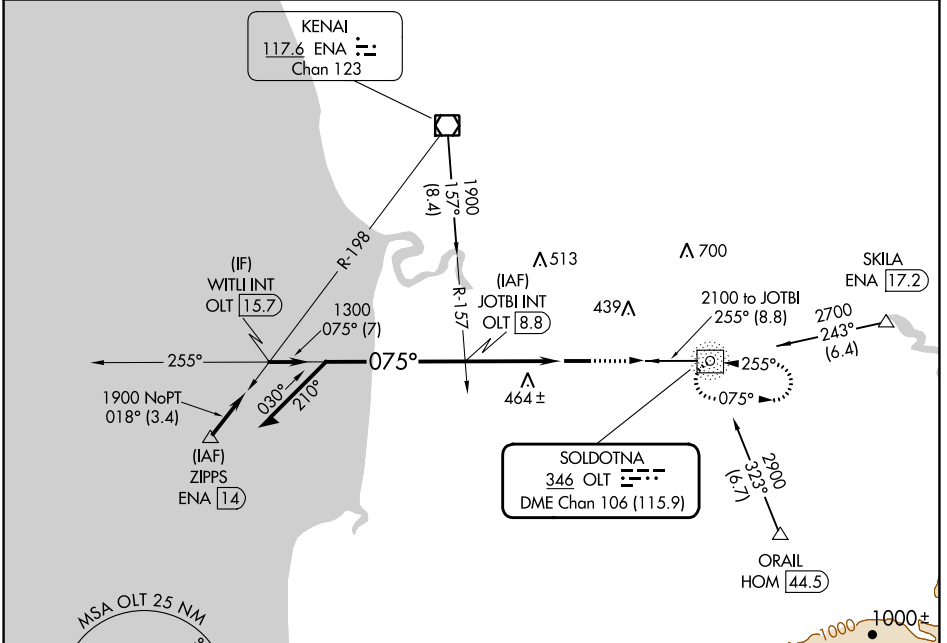 KENAI
117.6 ENA
Chan 123
1900
157°
(8.4)
R-198
R-157
(IF)
WITLI INT
OLT 15.7
1300
075° (7)
(IAF)
JOTBI INT
OLT 8.8
513
700
439
2100 to JOTBI
255° (8.8)
SKILA
ENA 17.2
2700
243°
(6.4)
255°
075°
255°
075°
464 ±
030°
210°
1900 NoPT
018° (3.4)
(IAF)
ZIPPS
ENA 14
SOLDOTNA
346 OLT
DME Chan 106 (115.9)
2900
323°
(6.7)
ORAIL
HOM 44.5
MSA OLT 25 NM
1000
1000±